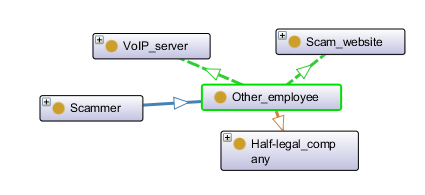 VoIP_server
Scam_website
Other_employee
Scammer
Half-legal_comp
any